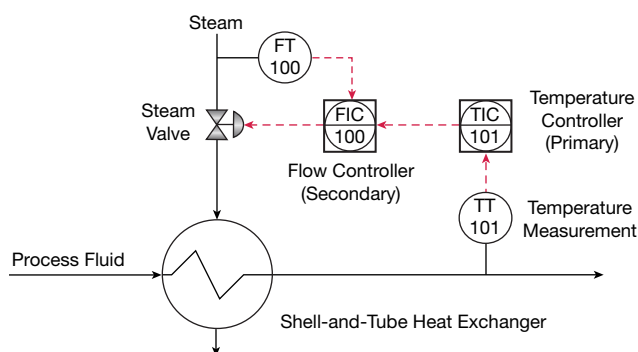 Steam
FT
100
Steam
Valve
FIC
100
TIC
101
Temperature
Controller
(Primary)
Flow Controller
(Secondary)
TT
101
Temperature
Measurement
Process Fluid
Shell-and-Tube Heat Exchanger